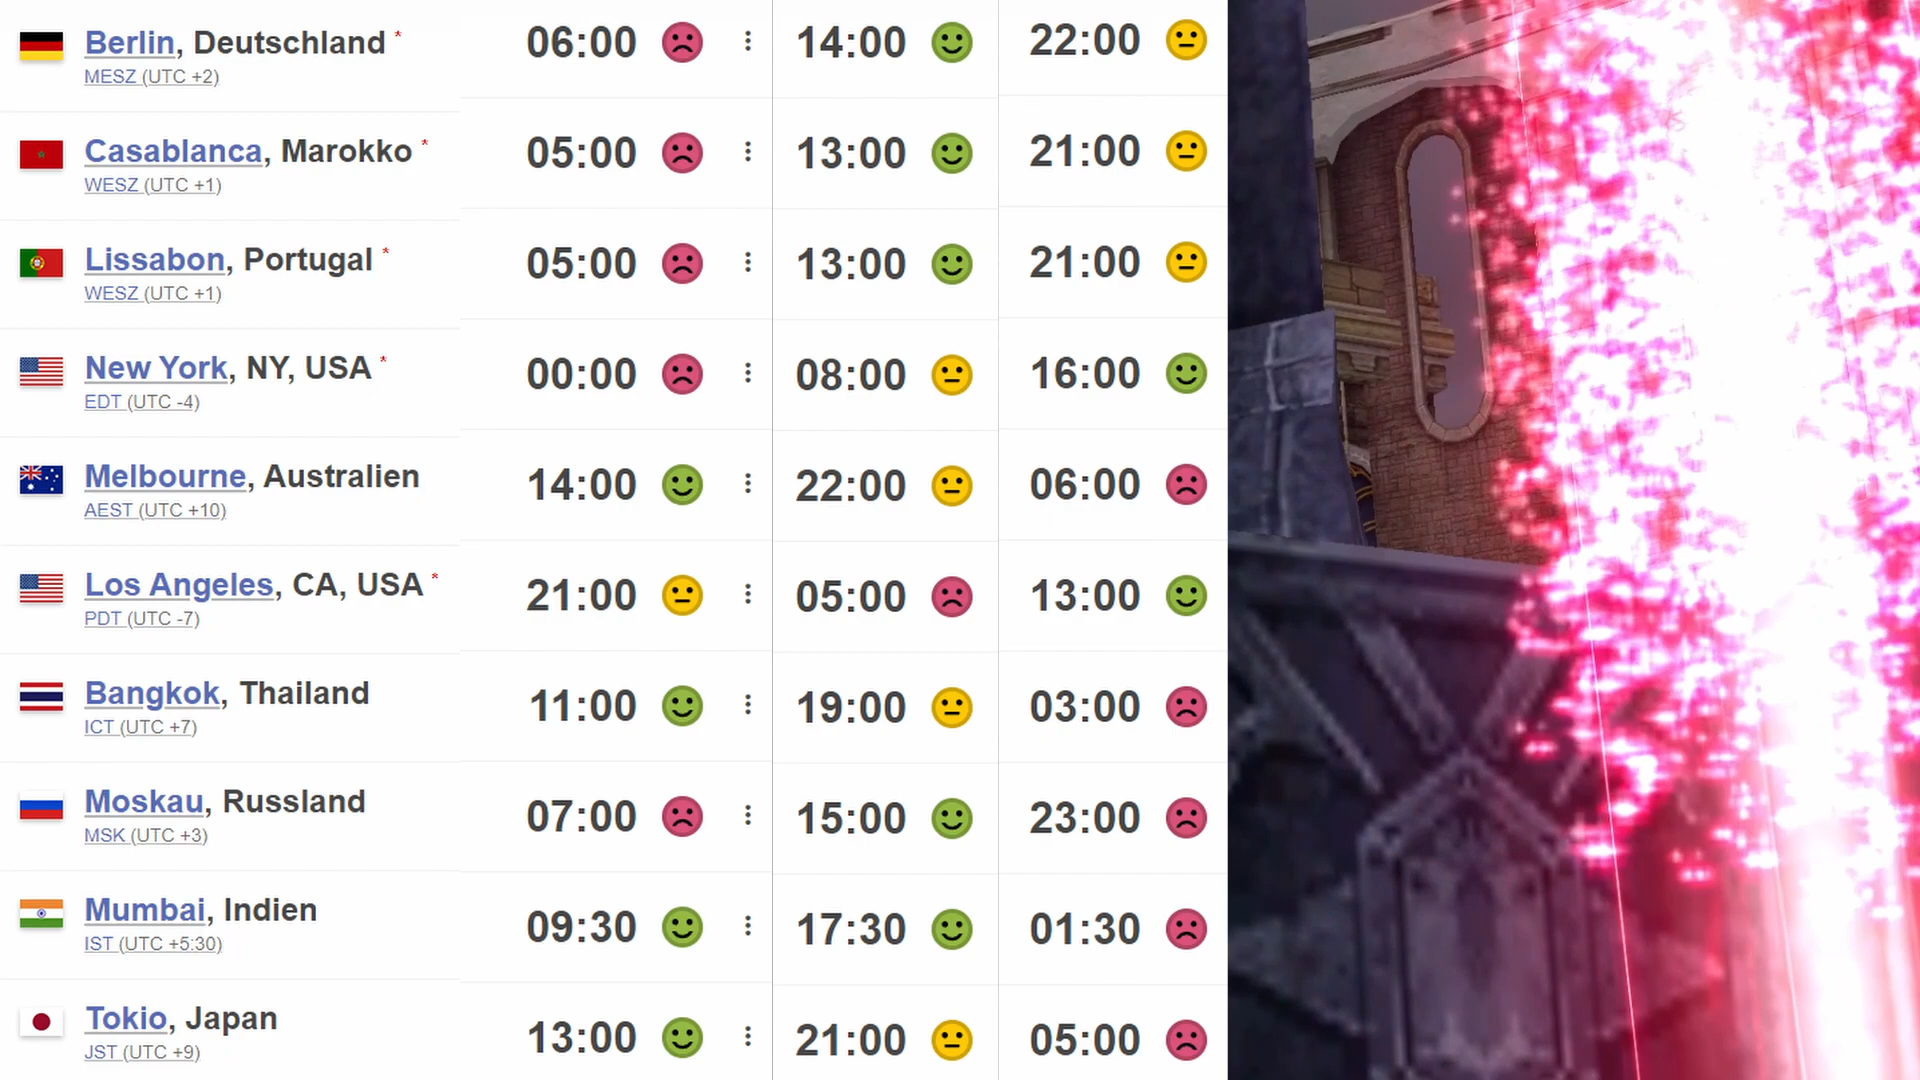 Berlin, Deutschland * 06:00 14:00 22:00
MESZ (UTC +2)
Casablanca, Marokko * 05:00 13:00 21:00
WESZ (UTC +1)
Lissabon, Portugal * 05:00 13:00 21:00
WESZ (UTC +1)
New York, NY, USA * 00:00 08:00 16:00
EDT (UTC -4)
Melbourne, Australien 14:00 22:00 06:00
AEST (UTC +10)
Los Angeles, CA, USA * 21:00 05:00 13:00
PDT (UTC -7)
Bangkok, Thailand 11:00 19:00 03:00
ICT (UTC +7)
Moskau, Russland 07:00 15:00 23:00
MSK (UTC +3)
Mumbai, Indien 09:30 17:30 01:30
IST (UTC +5:30)
Tokio, Japan 13:00 21:00 05:00
JST (UTC +9)